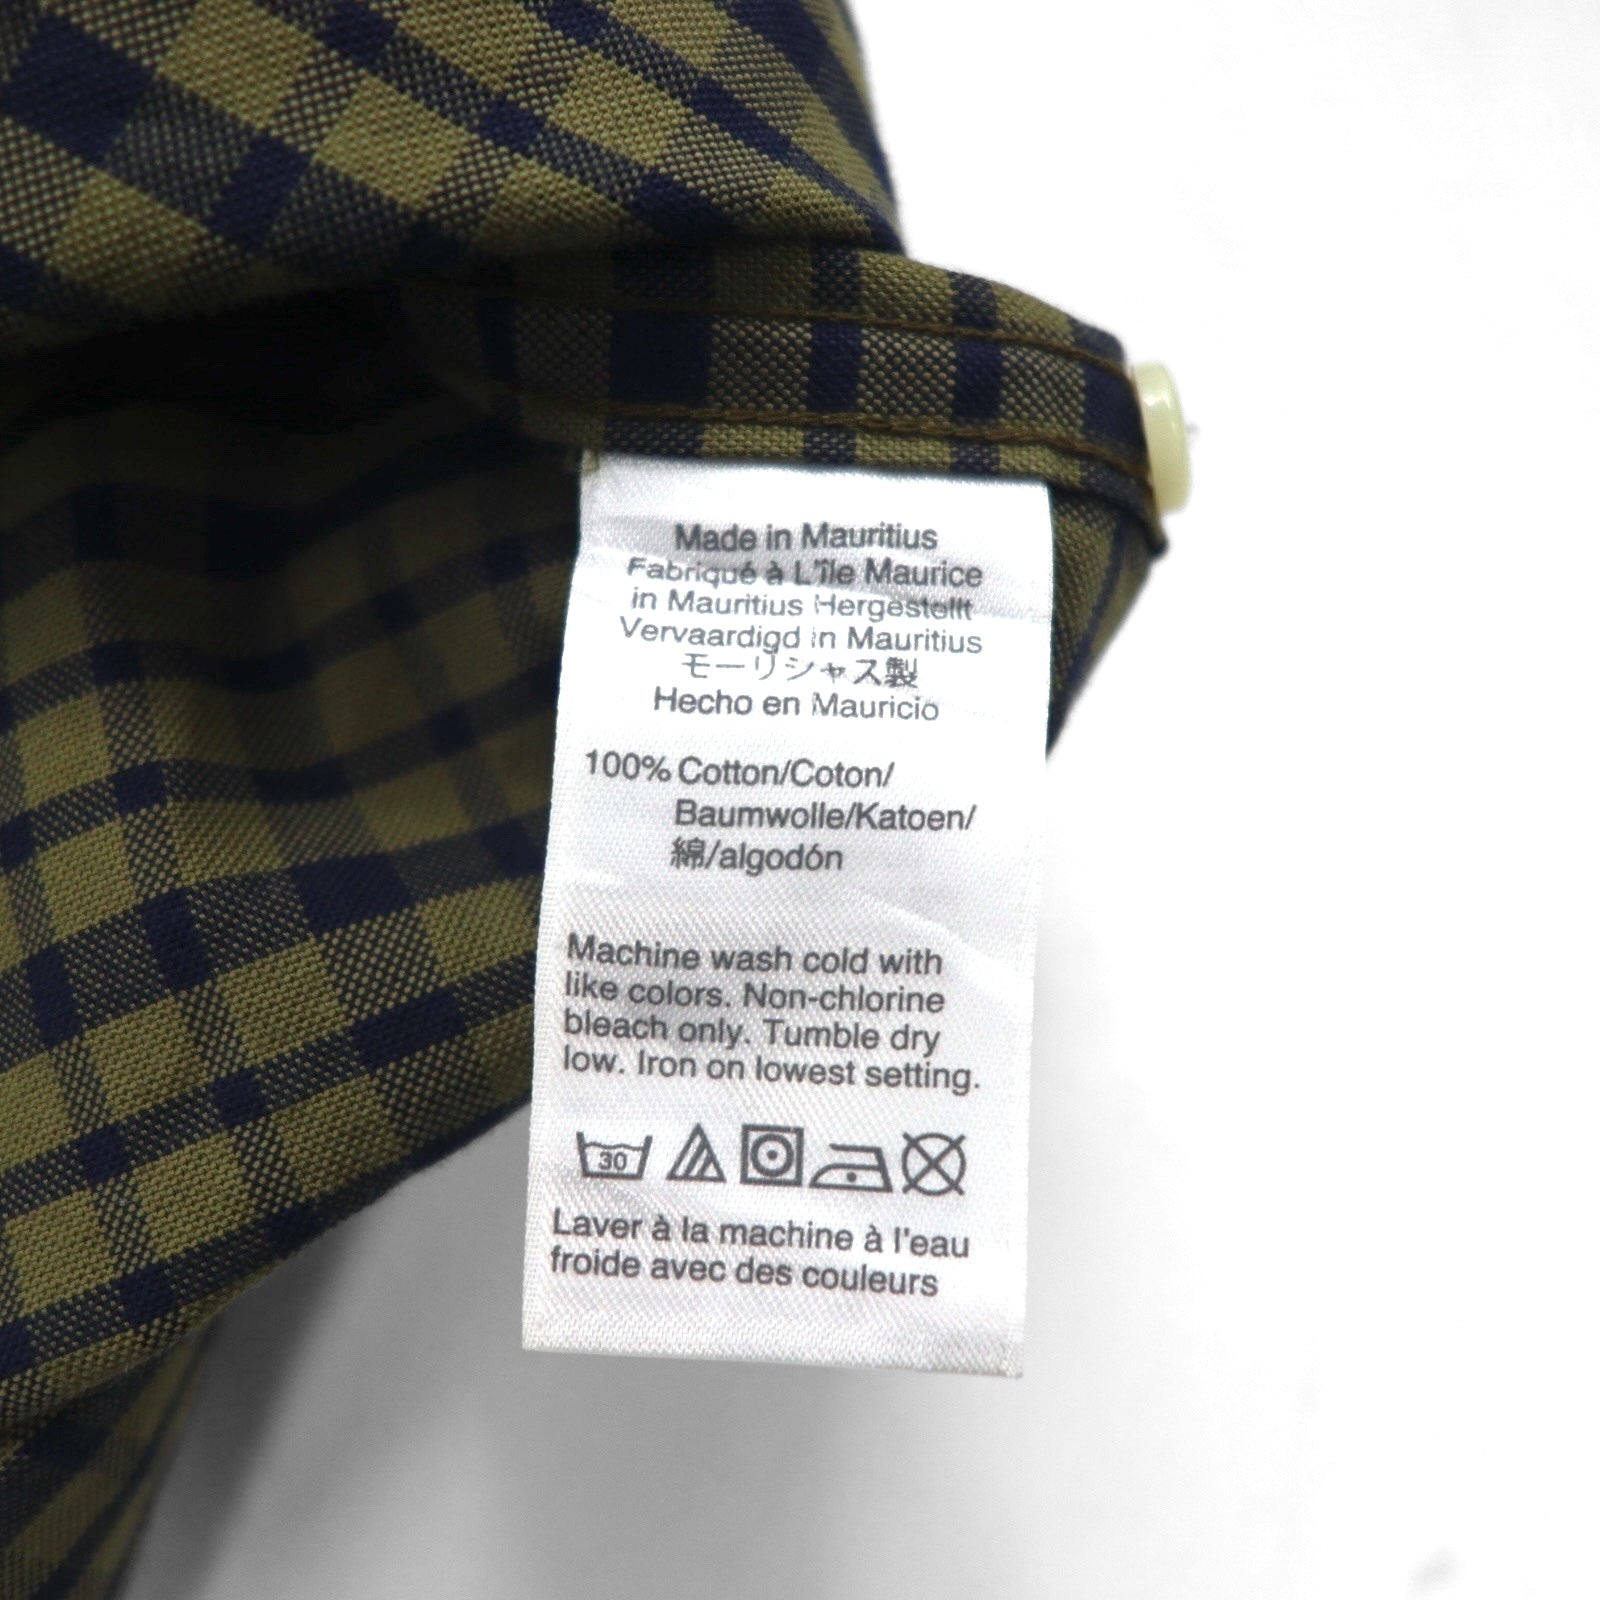 Made in Mauritius
Fabriqué à L'île Maurice
in Mauritius Hergestellt
Vervaardigd in Mauritius
モーリシャス製
Hecho en Mauricio
100% Cotton/Coton/
Baumwolle/Katoen/
綿/algodón
Machine wash cold with
like colors. Non-chlorine
bleach only. Tumble dry
low. Iron on lowest setting.
30
Laver à la machine à l'eau
froide avec des couleurs